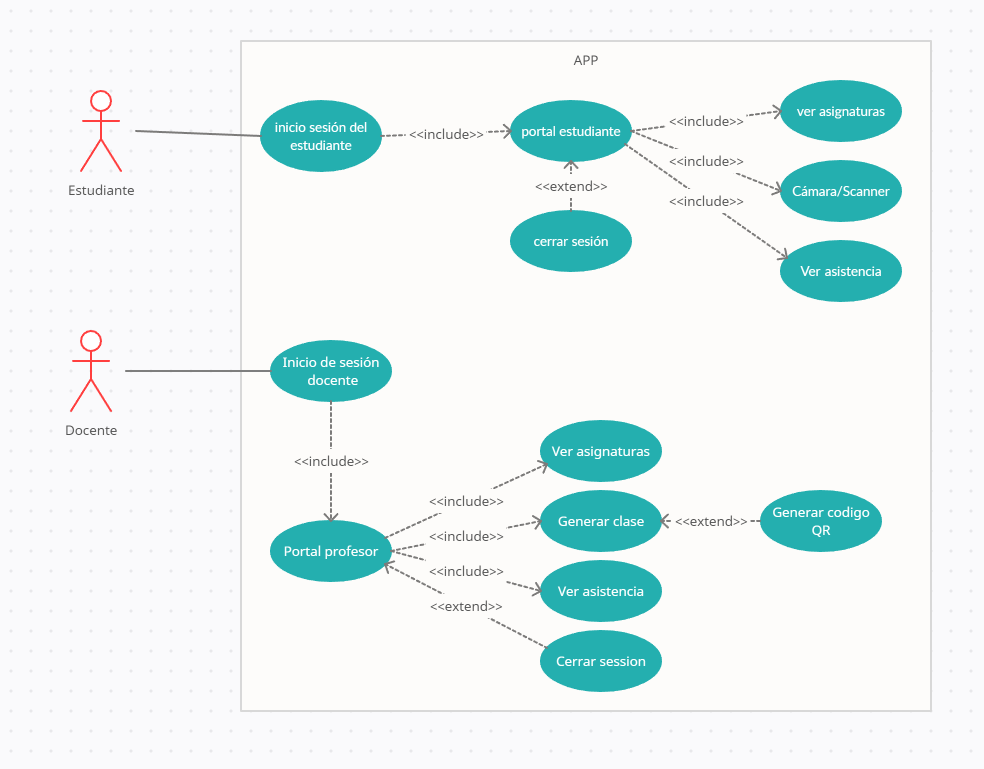 APP
Estudiante
inicio sesión del
estudiante
<<include>>
portal estudiante
<<include>>
ver asignaturas
<<include>>
Cámara/Scanner
<<include>>
Ver asistencia
<<extend>>
cerrar sesión
Docente
Inicio de sesión
docente
<<include>>
Portal profesor
<<include>>
Ver asignaturas
<<include>>
Generar clase
<<extend>>
Generar codigo
QR
<<include>>
Ver asistencia
<<extend>>
Cerrar session